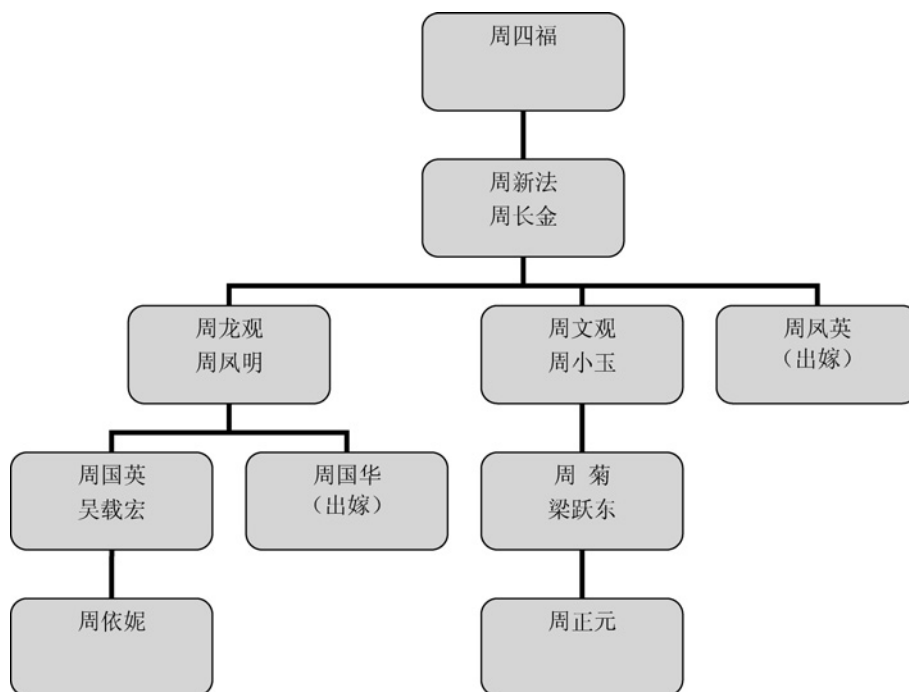 周四福
周新法
周长金
周龙观
周凤明
周文观
周小玉
周凤英
（出嫁）
周国英
吴载宏
周国华
（出嫁）
周 菊
梁跃东
周依妮
周正元